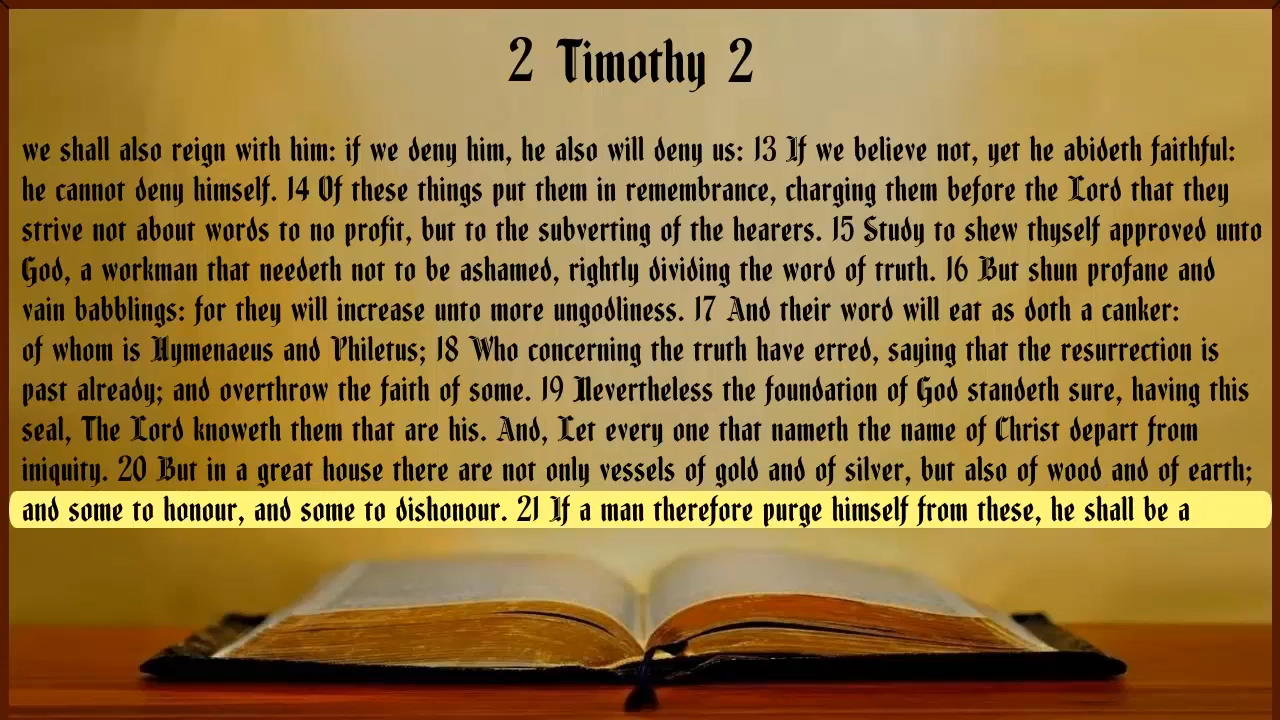 2 Timothy 2
we shall also reign with him: if we deny him, he also will deny us: 13 If we believe not, yet he abideth faithful:
he cannot deny himself. 14 Of these things put them in remembrance, charging them before the Lord that they
strive not about words to no profit, but to the subverting of the hearers. 15 Study to shew thyself approved unto
God, a workman that needeth not to be ashamed, rightly dividing the word of truth. 16 But shun profane and
vain babblings: for they will increase unto more ungodliness. 17 And their word will eat as doth a canker:
of whom is Hymenaeus and Philetus; 18 Who concerning the truth have erred, saying that the resurrection is
past already; and overthrow the faith of some. 19 Nevertheless the foundation of God standeth sure, having this
seal, The Lord knoweth them that are his. And, Let every one that nameth the name of Christ depart from
iniquity. 20 But in a great house there are not only vessels of gold and of silver, but also of wood and of earth;
and some to honour, and some to dishonour. 21 If a man therefore purge himself from these, he shall be a